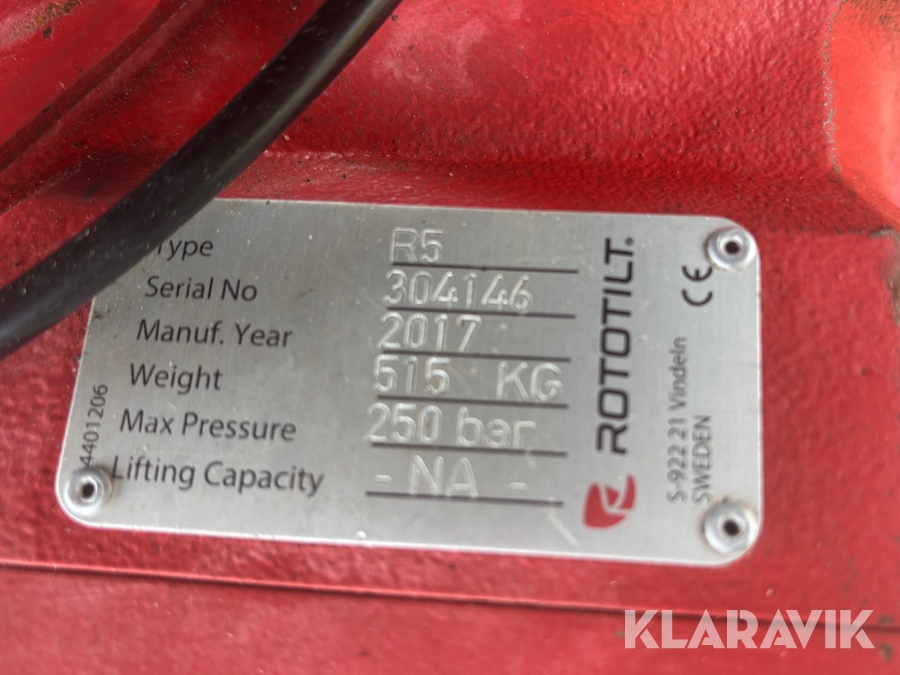 Type R5
Serial No 304146
Manuf. Year 2017
Weight 515 KG
Max Pressure 250 bar
Lifting Capacity - NA -
4401206
ROTOTILT.
CE
S-922 21 Vindeln
SWEDEN
KLARAVIK